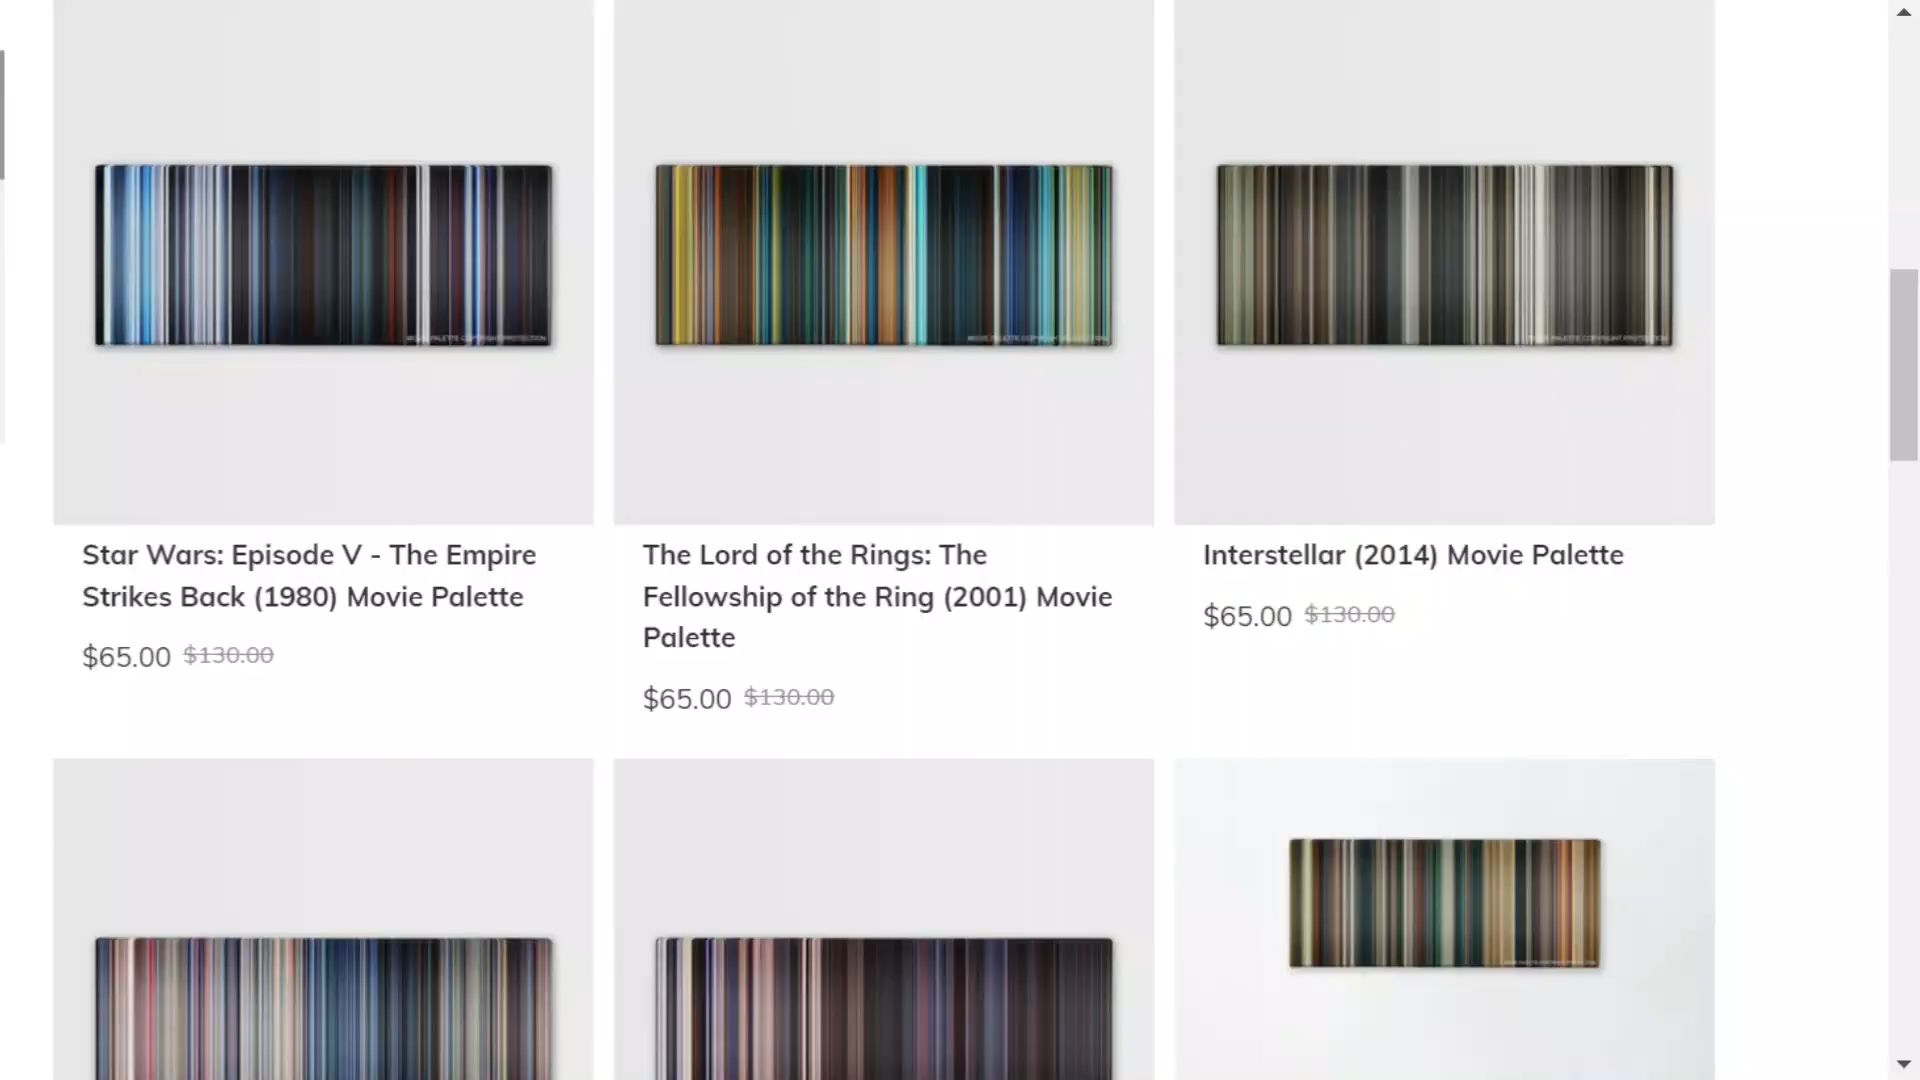 Star Wars: Episode V - The Empire
Strikes Back (1980) Movie Palette
$65.00 $130.00
The Lord of the Rings: The
Fellowship of the Ring (2001) Movie
Palette
$65.00 $130.00
Interstellar (2014) Movie Palette
$65.00 $130.00